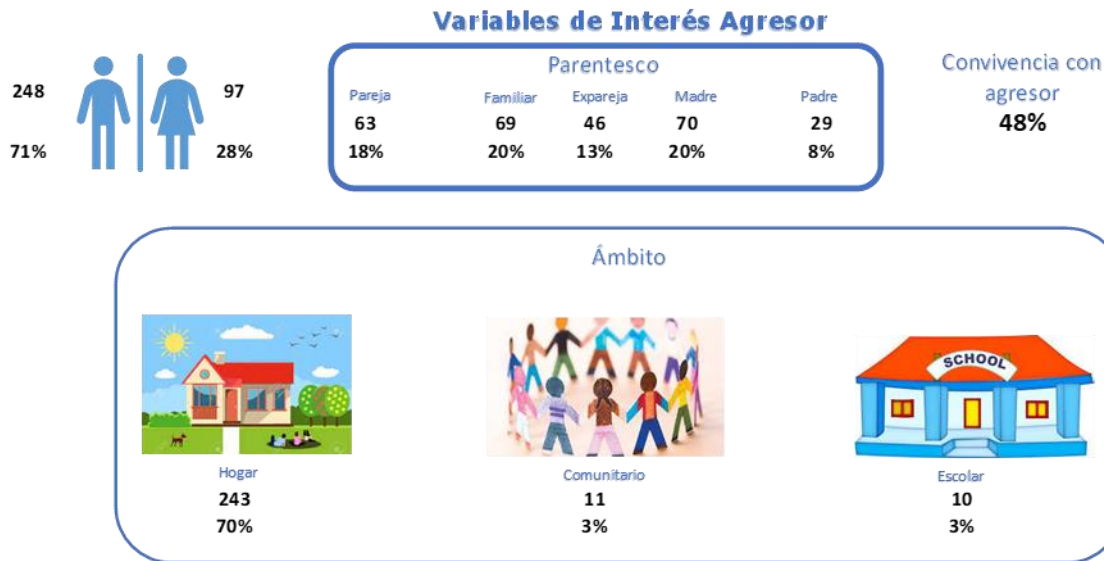 Variables de Interés Agresor
248
97
71%
28%
Parentesco
Pareja Familiar Expareja Madre Padre
63 69 46 70 29
18% 20% 13% 20% 8%
Convivencia con
agresor
48%
Ámbito
SCHOOL
Hogar Comunitario Escolar
243 11 10
70% 3% 3%